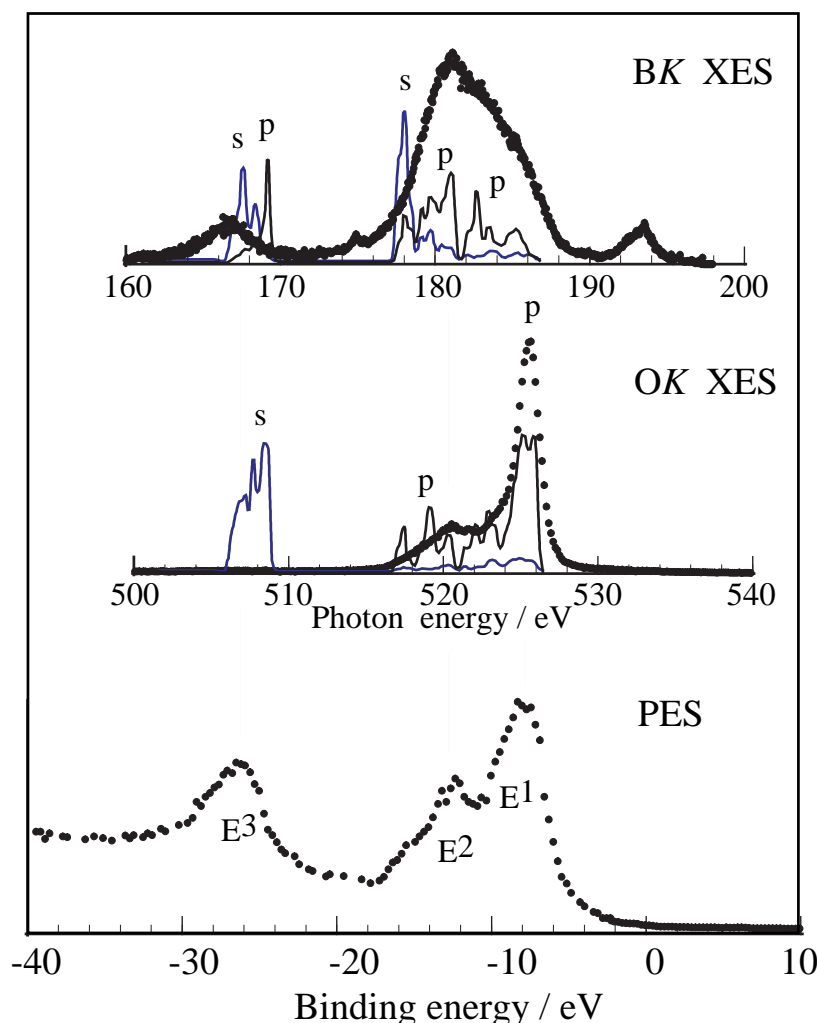 BK XES
s
s p
p
p
160 170 180 190 200
p
OK XES
s
p
500 510 520 530 540
Photon energy / eV
PES
E1
E3
E2
-40 -30 -20 -10 0 10
Binding energy / eV